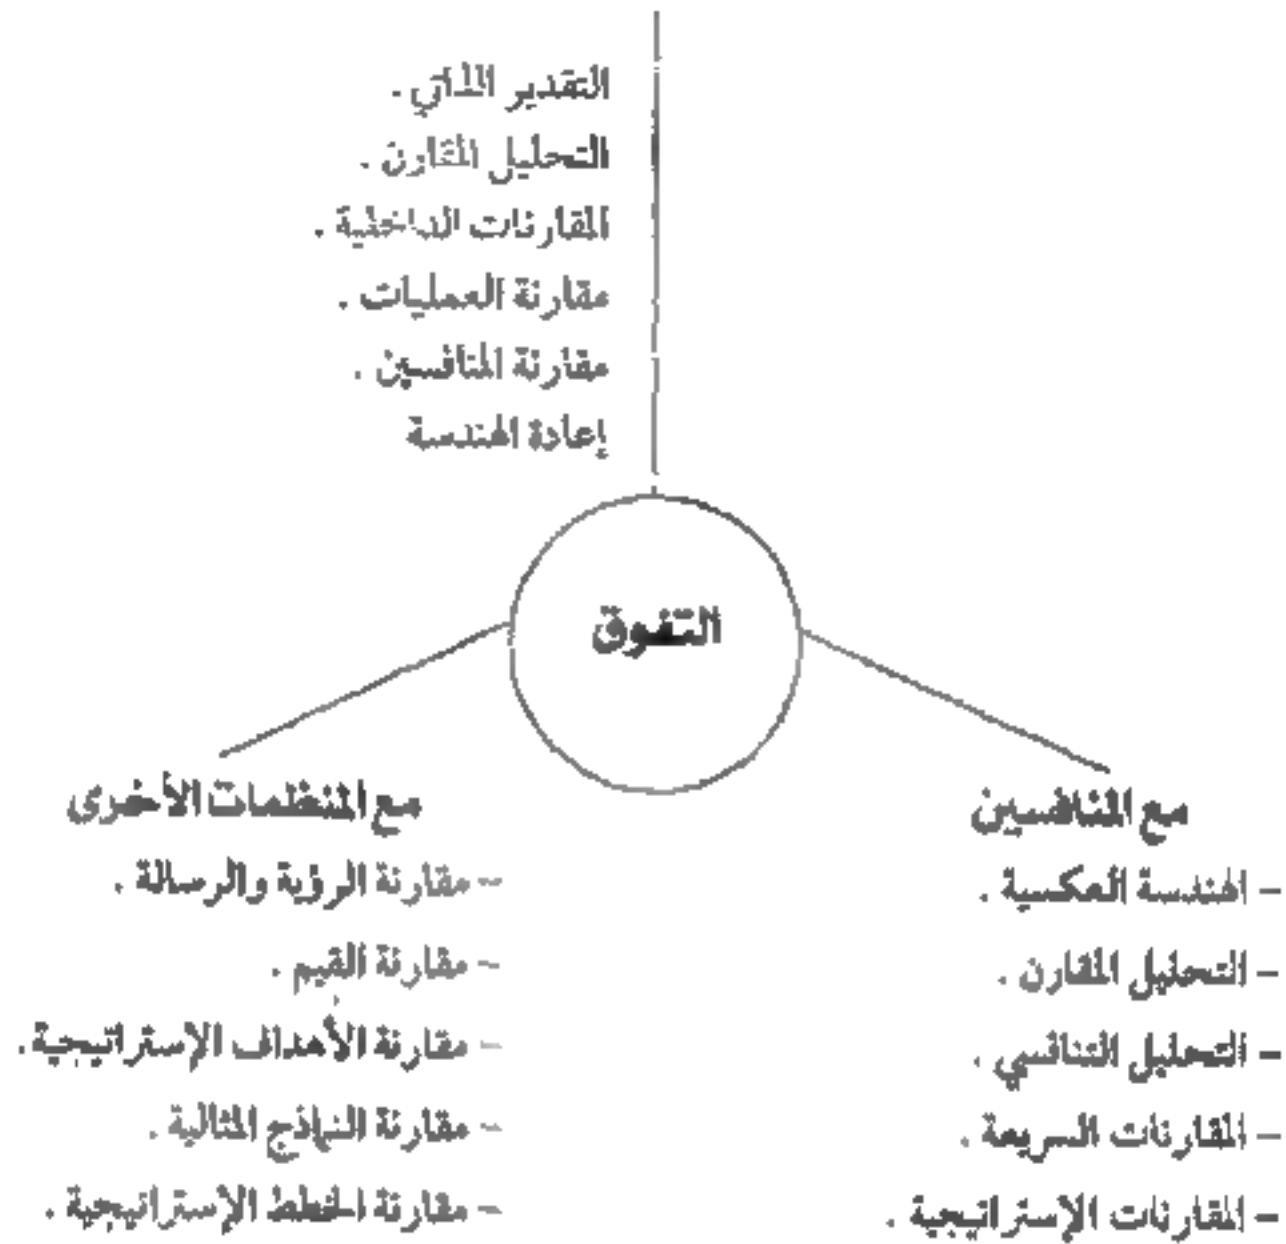 التقدير الذاتي .
التحليل المقارن .
المقارنات الداخلية .
مقارنة العمليات .
مقارنة المنافسين .
إعادة الهندسة
التفوق
مع المنافسين
– الهندسة العكسية .
– التحليل المقارن .
– التحليل التنافسي .
– المقارنات السريعة .
– المقارنات الإستراتيجية .
مع المنظمات الأخرى
– مقارنة الرؤية والرسالة .
– مقارنة القيم .
– مقارنة الأهداف الإستراتيجية .
– مقارنة النماذج المثالية .
– مقارنة الخطط الإستراتيجية .